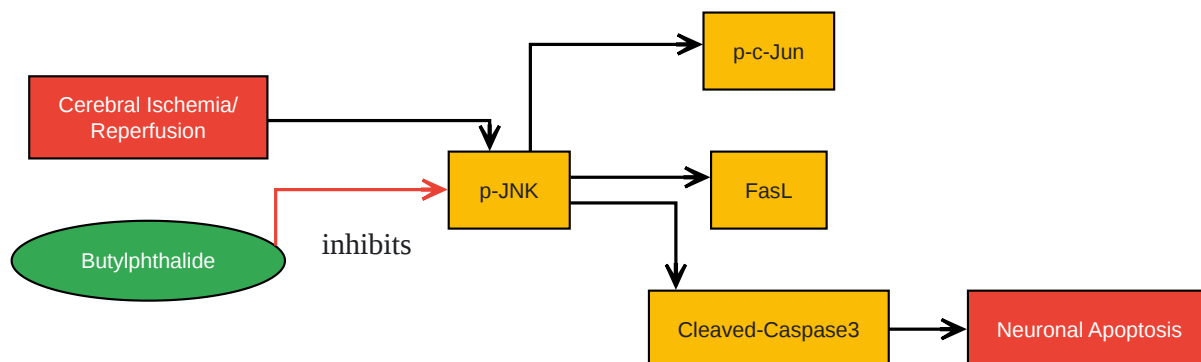 p-c-Jun
Cerebral Ischemia/
Reperfusion
p-JNK
FasL
inhibits
Butylphthalide
Cleaved-Caspase3
Neuronal Apoptosis